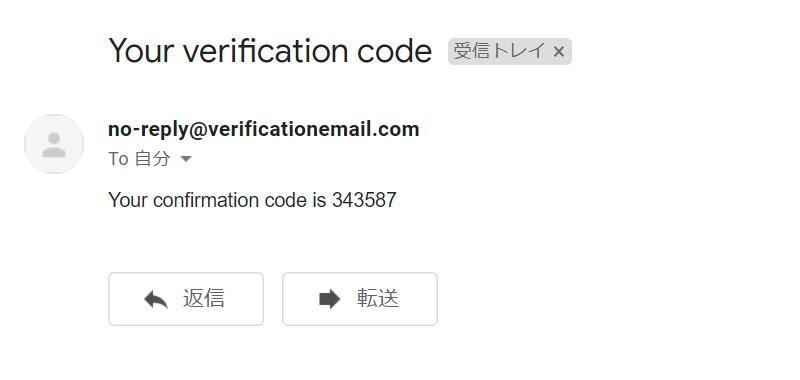 Your verification code 受信トレイ ×
no-reply@verificationemail.com
To 自分
Your confirmation code is 343587
返信 転送